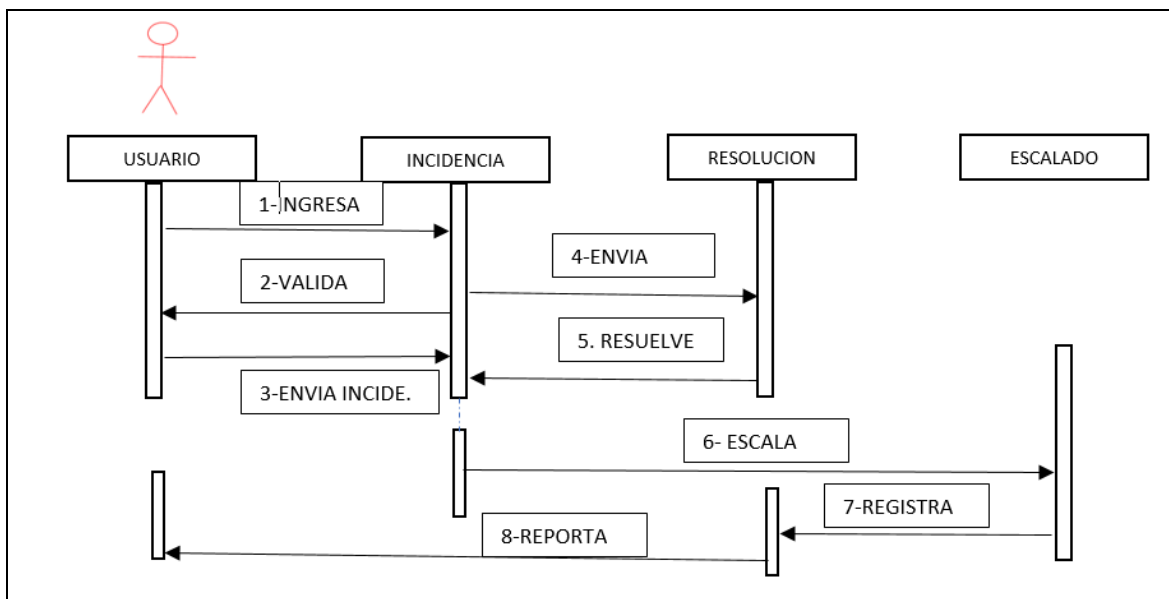 USUARIO
INCIDENCIA
RESOLUCION
ESCALADO
1-INGRESA
4-ENVIA
2-VALIDA
5. RESUELVE
3-ENVIA INCIDE.
6- ESCALA
7-REGISTRA
8-REPORTA